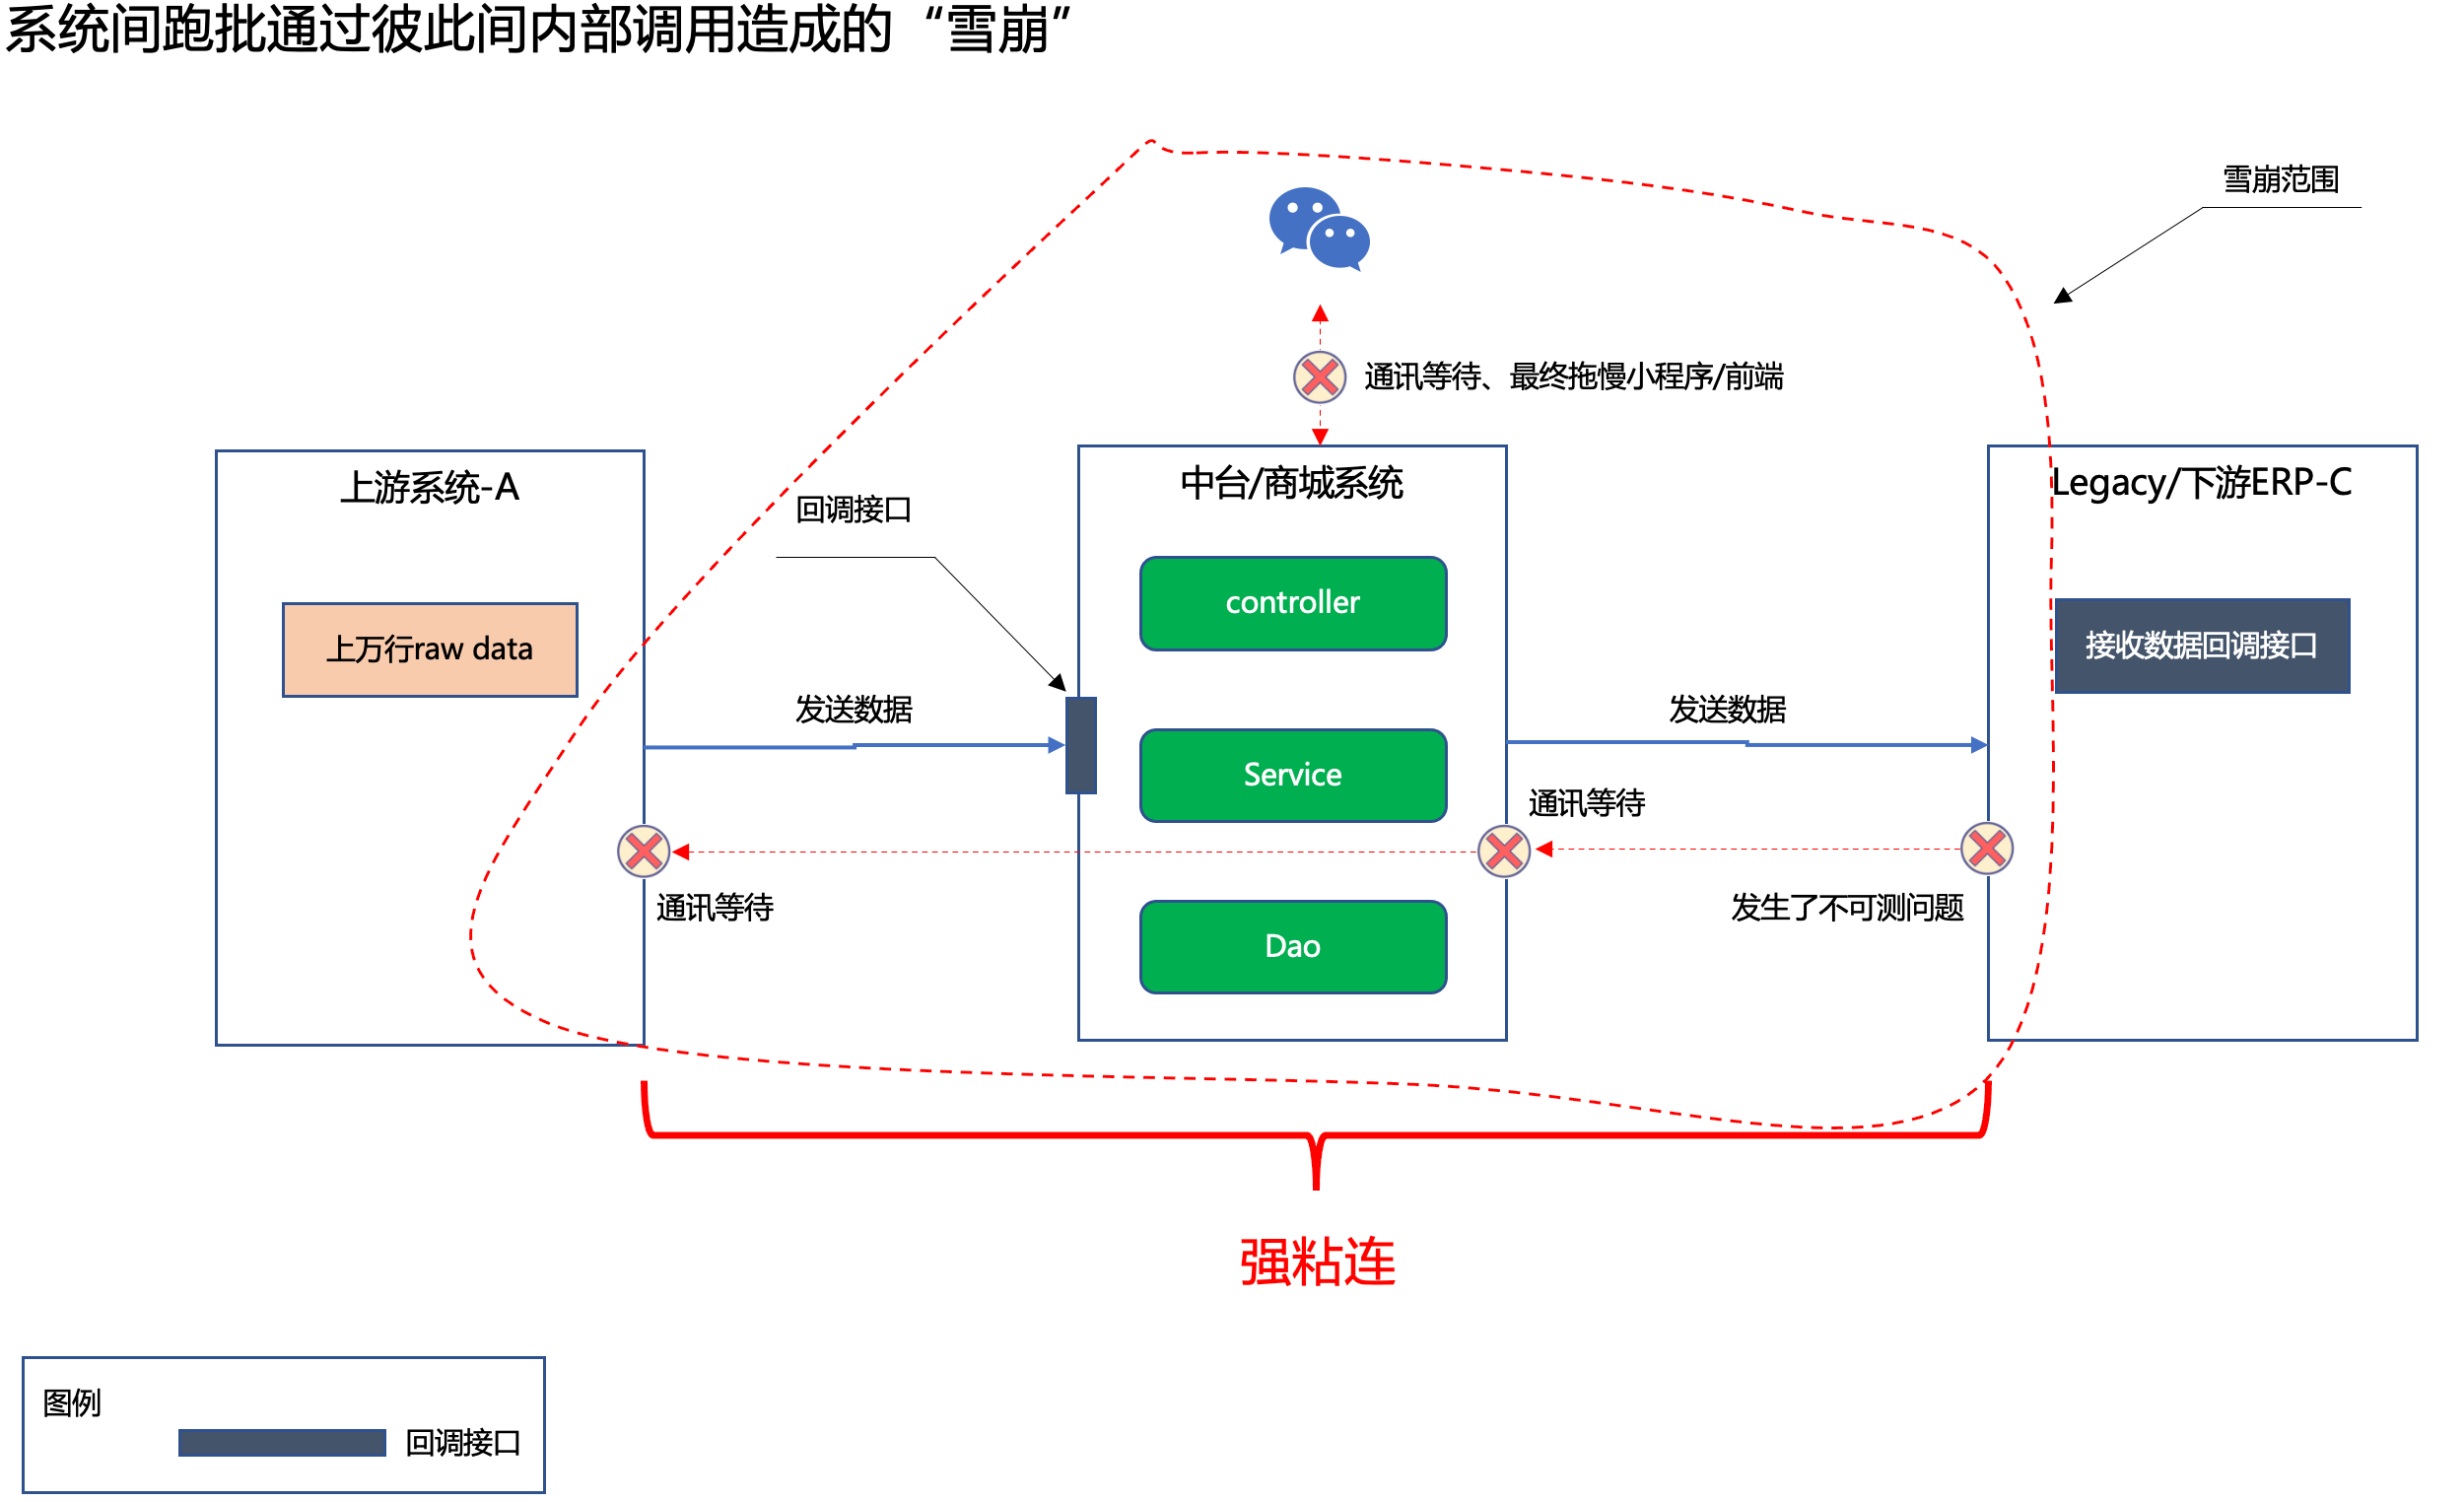 系统间跑批通过彼此间内部调用造成的“雪崩”
雪崩范围
通讯等待、最终拖慢小程序/前端
上游系统-A
中台/商城系统
Legacy/下游ERP-C
回调接口
controller
上万行raw data
接收数据回调接口
发送数据
发送数据
Service
通讯等待
通讯等待
发生了不可测问题
Dao
强粘连
图例
回调接口